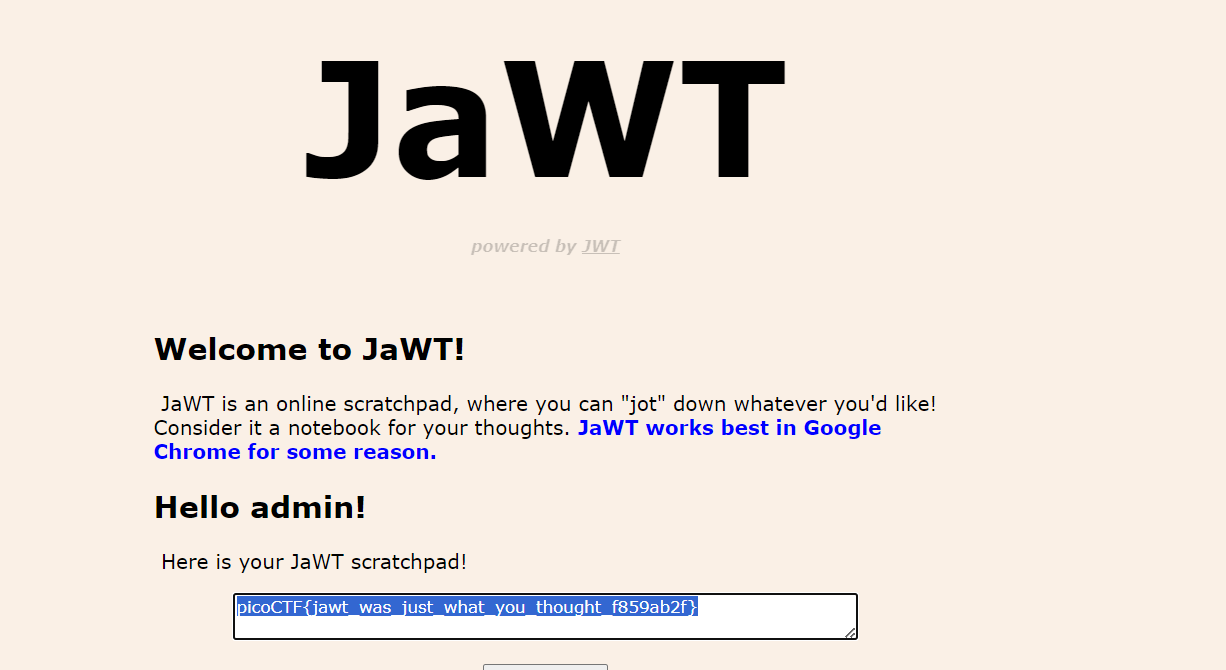 JaWT
powered by JWT
Welcome to JaWT!
JaWT is an online scratchpad, where you can "jot" down whatever you'd like!
Consider it a notebook for your thoughts. JaWT works best in Google
Chrome for some reason.
Hello admin!
Here is your JaWT scratchpad!
picoCTF{jawt_was_just_what_you_thought_f859ab2f}